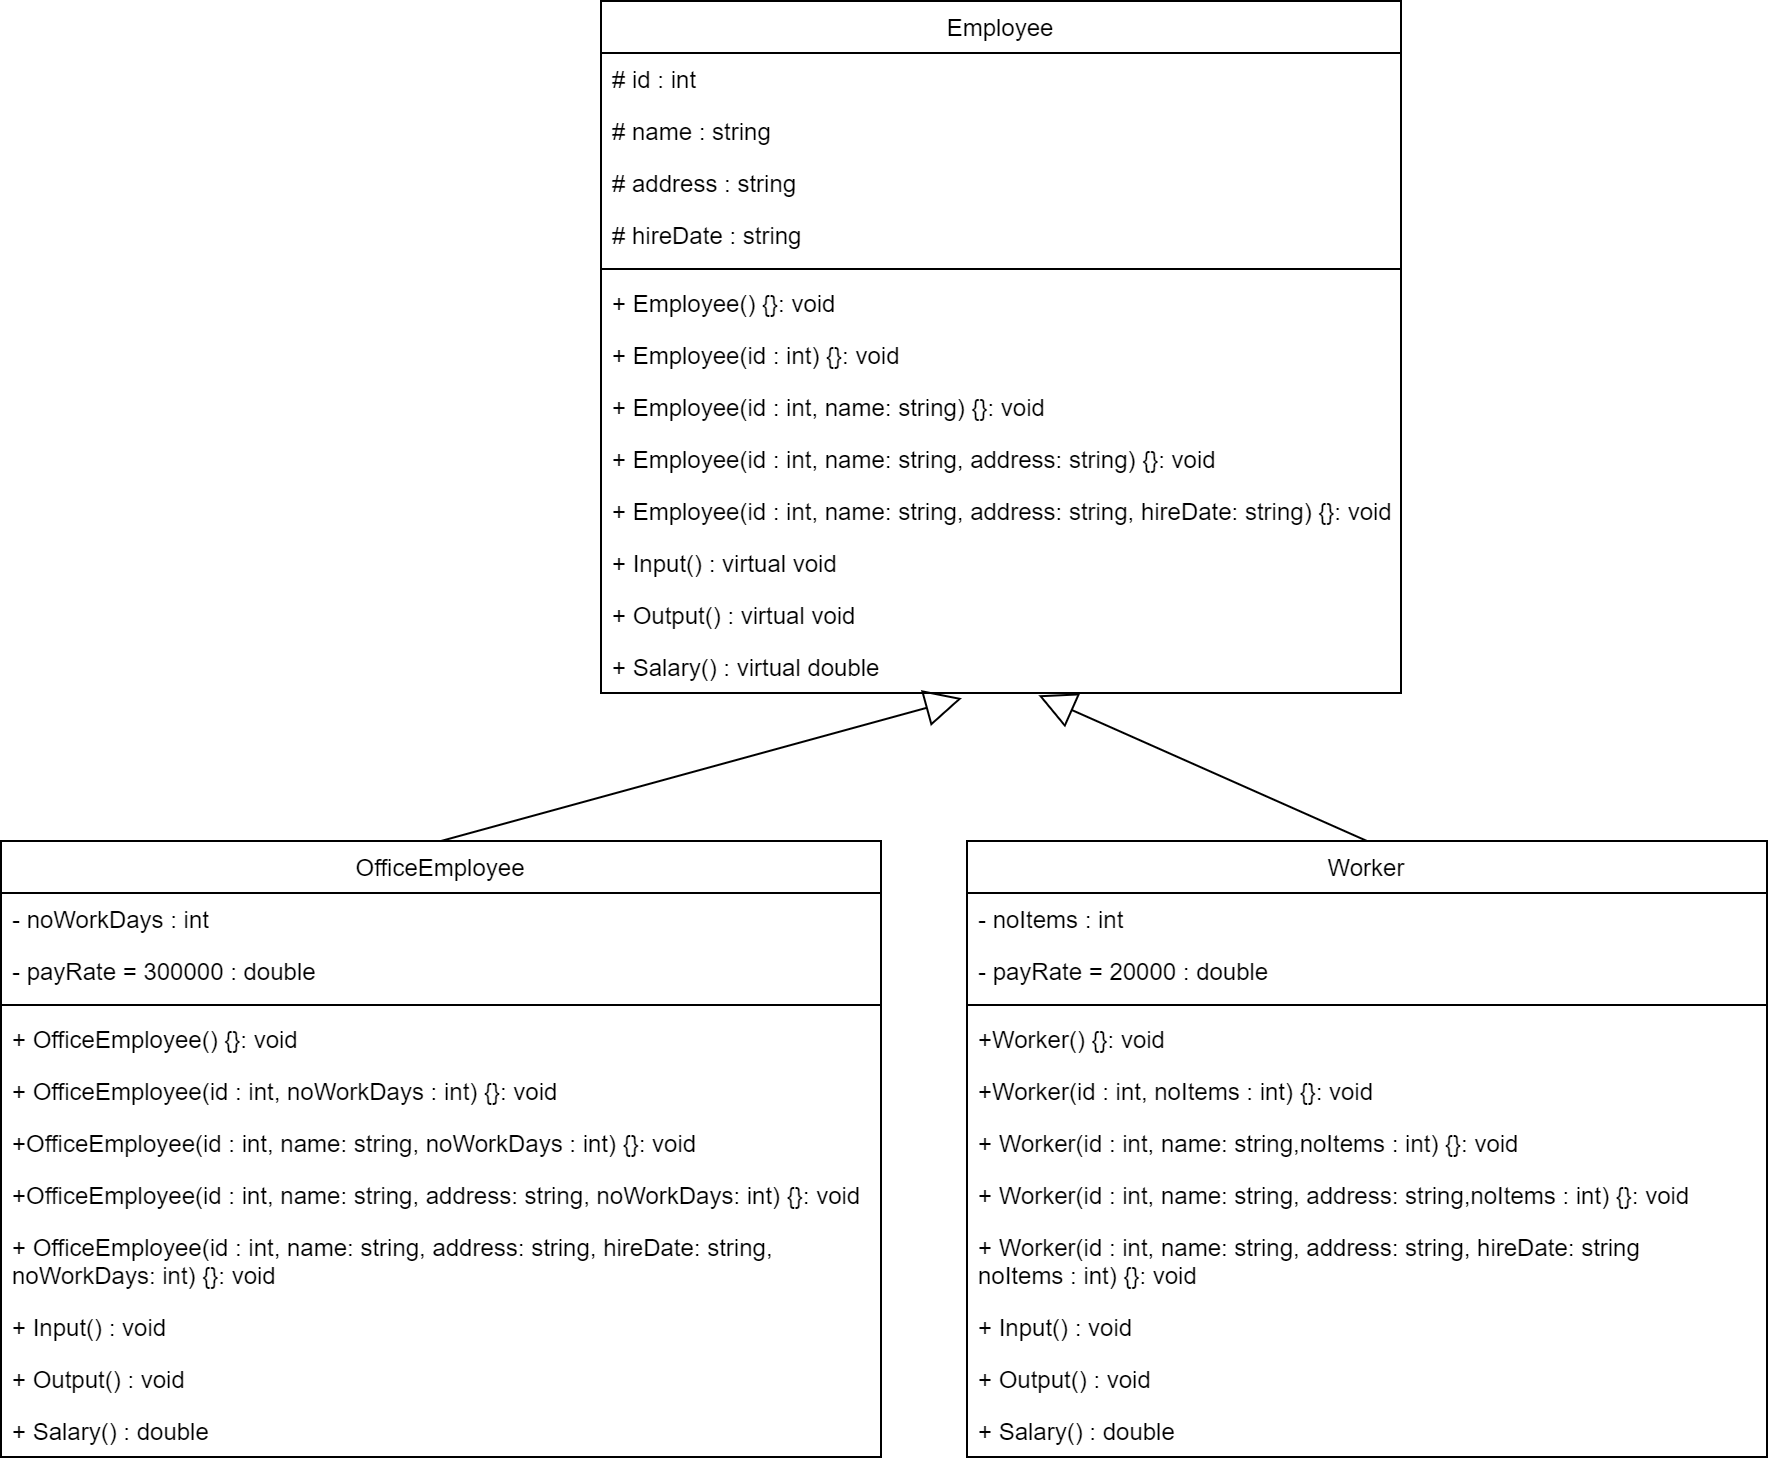 Employee
# id : int
# name : string
# address : string
# hireDate : string
+ Employee() {}: void
+ Employee(id : int) {}: void
+ Employee(id : int, name: string) {}: void
+ Employee(id : int, name: string, address: string) {}: void
+ Employee(id : int, name: string, address: string, hireDate: string) {}: void
+ Input() : virtual void
+ Output() : virtual void
+ Salary() : virtual double
OfficeEmployee
- noWorkDays : int
- payRate = 300000 : double
+ OfficeEmployee() {}: void
+ OfficeEmployee(id : int, noWorkDays : int) {}: void
+OfficeEmployee(id : int, name: string, noWorkDays : int) {}: void
+OfficeEmployee(id : int, name: string, address: string, noWorkDays: int) {}: void
+ OfficeEmployee(id : int, name: string, address: string, hireDate: string,
noWorkDays: int) {}: void
+ Input() : void
+ Output() : void
+ Salary() : double
Worker
- noItems : int
- payRate = 20000 : double
+Worker() {}: void
+Worker(id : int, noItems : int) {}: void
+ Worker(id : int, name: string,noItems : int) {}: void
+ Worker(id : int, name: string, address: string,noItems : int) {}: void
+ Worker(id : int, name: string, address: string, hireDate: string
noItems : int) {}: void
+ Input() : void
+ Output() : void
+ Salary() : double